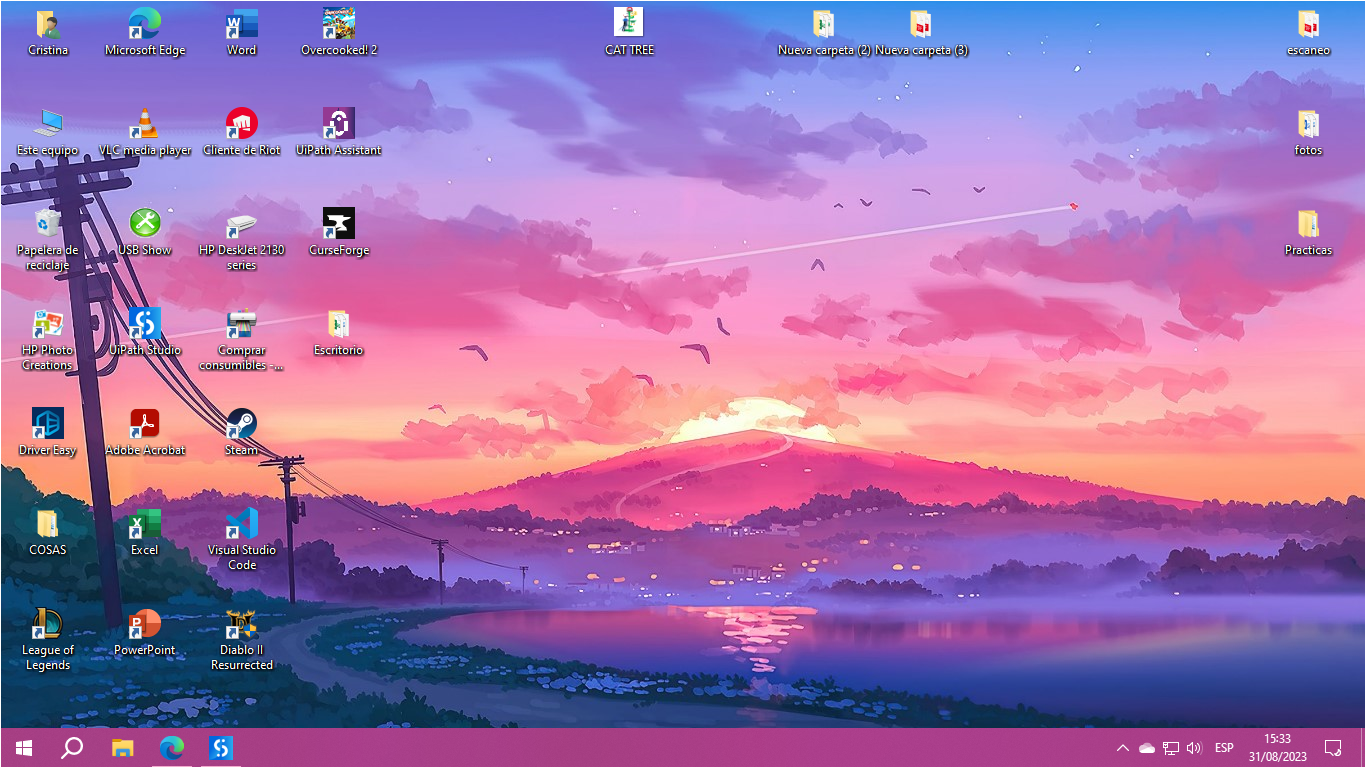 Cristina
Microsoft Edge
Word
Overcooked! 2
CAT TREE
Nueva carpeta (2)
Nueva carpeta (3)
escaneo
Este equipo
VLC media player
Cliente de Riot
UiPath Assistant
fotos
Papelera de
reciclaje
USB Show
HP DeskJet 2130
series
CurseForge
Practicas
HP Photo
Creations
UiPath Studio
Comprar
consumibles -...
Escritorio
Driver Easy
Adobe Acrobat
Steam
COSAS
Excel
Visual Studio
Code
League of
Legends
PowerPoint
Diablo II
Resurrected
ESP
15:33
31/08/2023